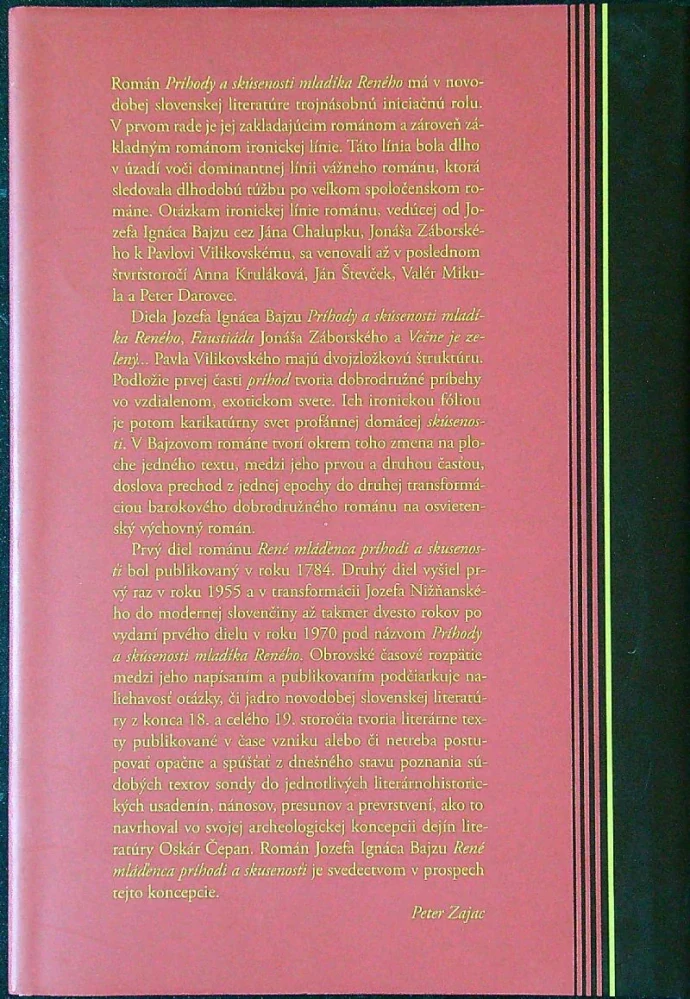 Román Príhody a skúsenosti mladíka Reného má v novo-
dobej slovenskej literatúre trojnásobnú iniciačnú rolu.
V prvom rade je jej zakladajúcim románom a zároveň zá-
kladným románom ironickej línie. Táto línia bola dlho
v úzadí voči dominantnej línii vážneho románu, ktorá
sledovala dlhodobú túžbu po veľkom spoločenskom ro-
máne. Otázkam ironickej línie románu, vedúcej od Jo-
zefa Ignáca Bajzu cez Jána Chalupku, Jonáša Záborské-
ho k Pavlovi Vilikovskému, sa venovali až v poslednom
štvrťstoročí Anna Kruláková, Ján Števček, Valér Miku-
la a Peter Darovec.
Diela Jozefa Ignáca Bajzu Príhody a skúsenosti mladí-
ka Reného, Faustiáda Jonáša Záborského a Večne je ze-
lený... Pavla Vilikovského majú dvojzložkovú štruktúru.
Podložie prvej časti príhod tvoria dobrodružné príbehy
vo vzdialenom, exotickom svete. Ich ironickou fóliou
je potom karikatúrny svet profánnej domácej skúsenos-
ti. V Bajzovom románe tvorí okrem toho zmena na plo-
che jedného textu, medzi jeho prvou a druhou časťou,
doslova prechod z jednej epochy do druhej transformá-
ciou barokového dobrodružného románu na osvieten-
ský výchovný román.
Prvý diel románu René mláďenca príhodi a skusenos-
ťi bol publikovaný v roku 1784. Druhý diel vyšiel pr-
vý raz v roku 1955 a v transformácii Jozefa Nižňanské-
ho do modernej slovenčiny až takmer dvesto rokov po
vydaní prvého dielu v roku 1970 pod názvom Príhody
a skúsenosti mladíka Reného. Obrovské časové rozpätie
medzi jeho napísaním a publikovaním podčiarkuje na-
liehavosť otázky, či jadro novodobej slovenskej literatú-
ry z konca 18. a celého 19. storočia tvoria literárne tex-
ty publikované v čase vzniku alebo či netreba postu-
povať opačne a spúšťať z dnešného stavu poznania sú-
dobých textov sondy do jednotlivých literárnohistoric-
kých usadenín, nánosov, presunov a prevrstvení, ako to
navrhoval vo svojej archeologickej koncepcii dejín lite-
ratúry Oskár Čepan. Román Jozefa Ignáca Bajzu René
mláďenca príhodi a skusenosťi je svedectvom v prospech
tejto koncepcie.
Peter Zajac